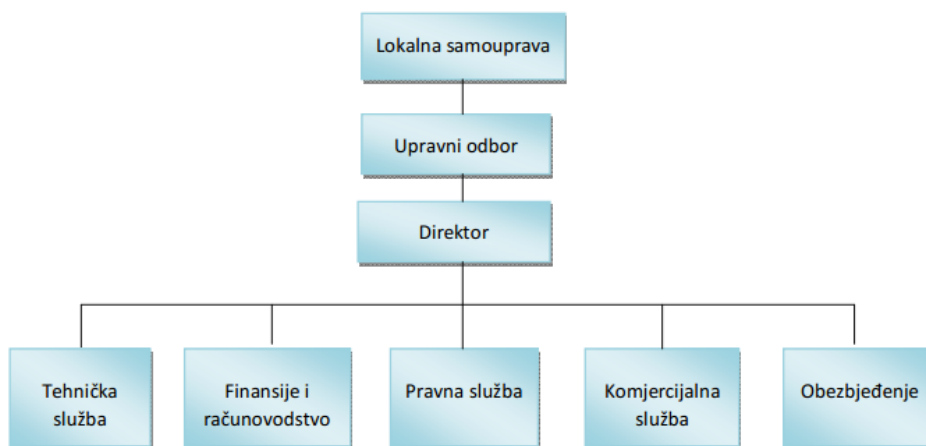 Lokalna samouprava
Upravni odbor
Direktor
Tehnička
služba
Finansije i
računovodstvo
Pravna služba
Komjercijalna
služba
Obezbjeđenje